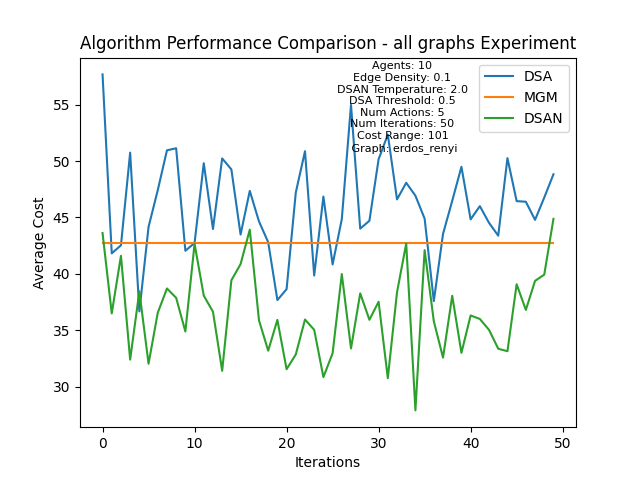 Algorithm Performance Comparison - all graphs Experiment
Agents: 10
Edge Density: 0.1
DSAN Temperature: 2.0
DSA Threshold: 0.5
Num Actions: 5
Num Iterations: 50
Cost Range: 101
Graph: erdos_renyi
DSA
MGM
DSAN
Average Cost
55
50
45
40
35
30
0 10 20 30 40 50
Iterations